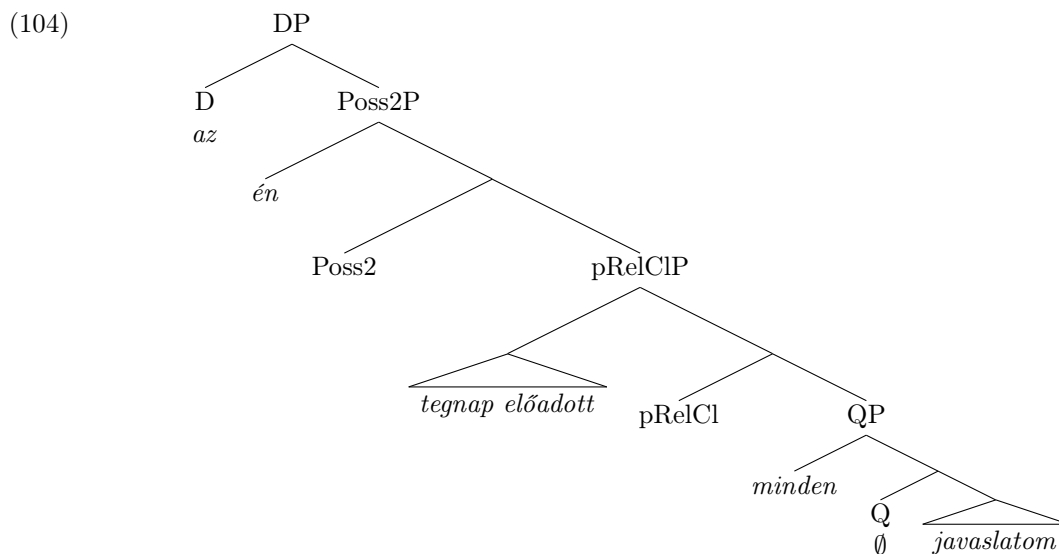 (104)
DP
D
Poss2P
az
én
Poss2
pRelClP
tegnap előadott
pRelCl
QP
minden
Q
∅
javaslatom